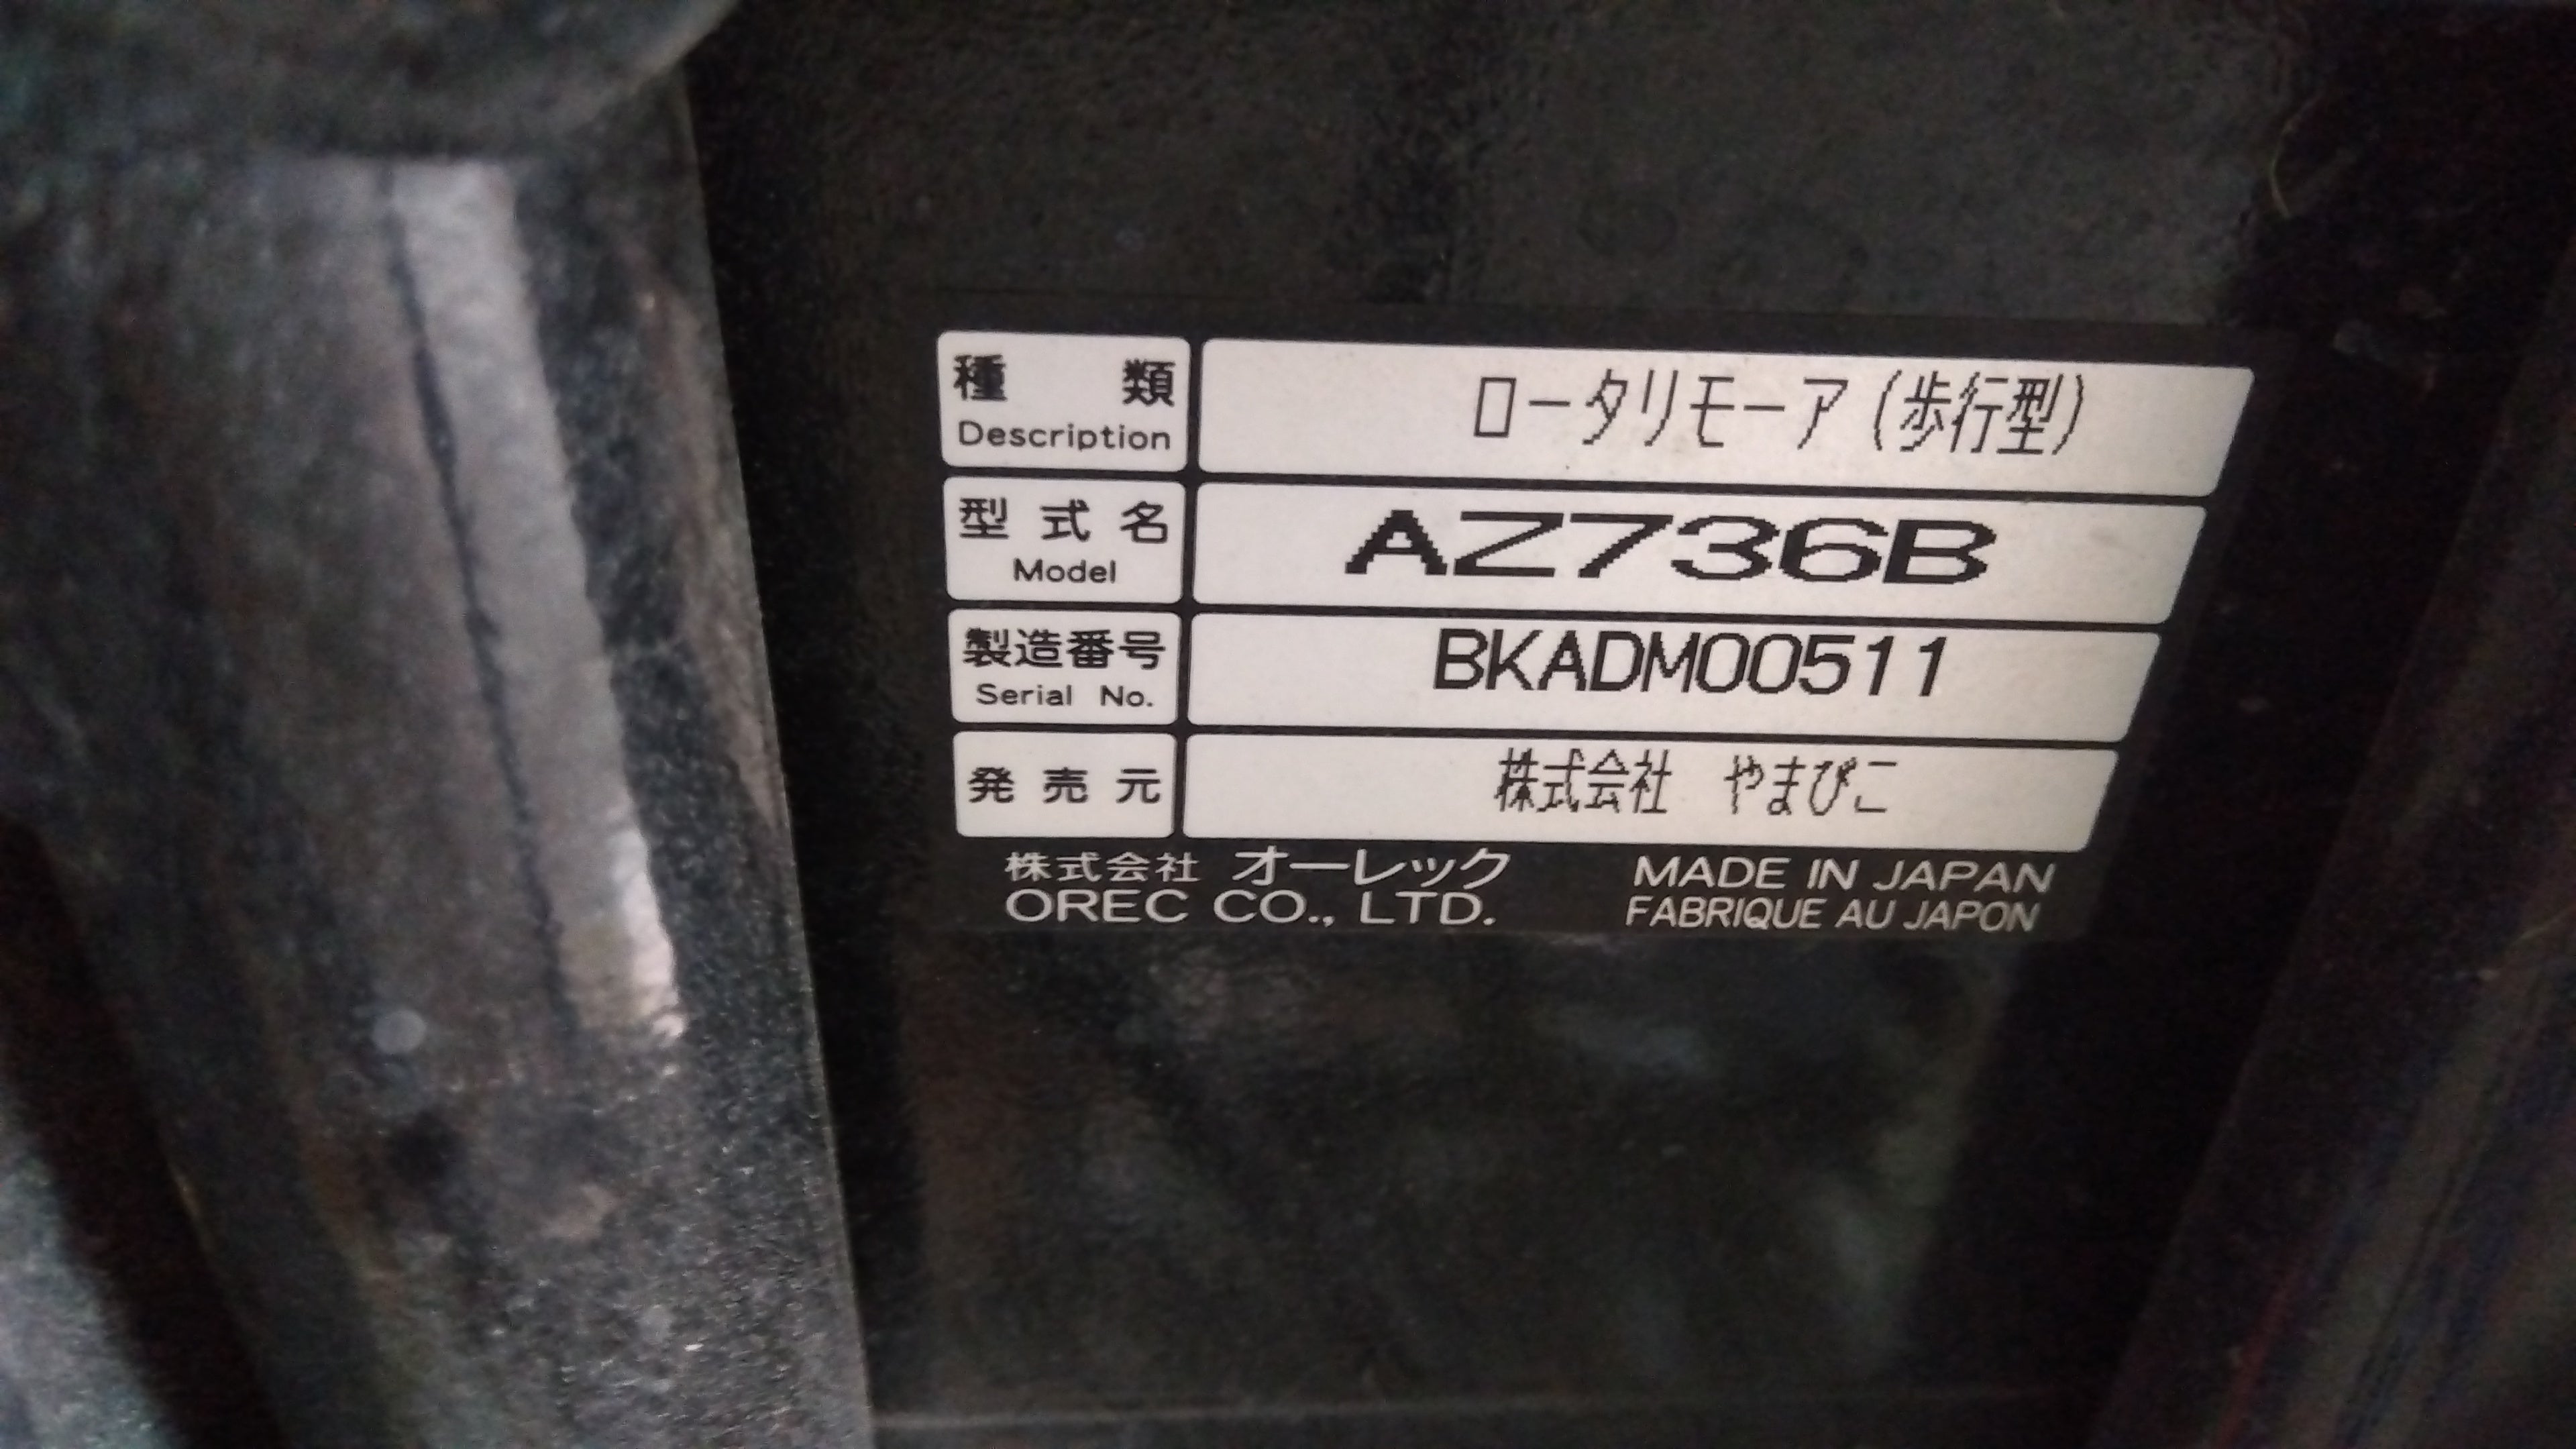 種類 ロータリモーア(歩行型)
Description
型式名 AZ736B
Model
製造番号 BKADM00511
Serial No.
発売元 株式会社 やまびこ
株式会社 オーレック MADE IN JAPAN
OREC CO., LTD. FABRIQUE AU JAPON